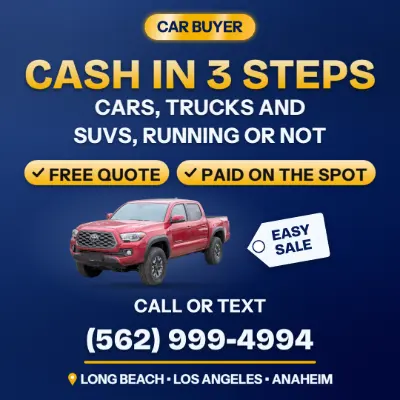 CAR BUYER
CASH IN 3 STEPS
CARS, TRUCKS AND
SUVS, RUNNING OR NOT
✓ FREE QUOTE ✓ PAID ON THE SPOT
EASY
SALE
CALL OR TEXT
(562) 999-4994
LONG BEACH • LOS ANGELES • ANAHEIM